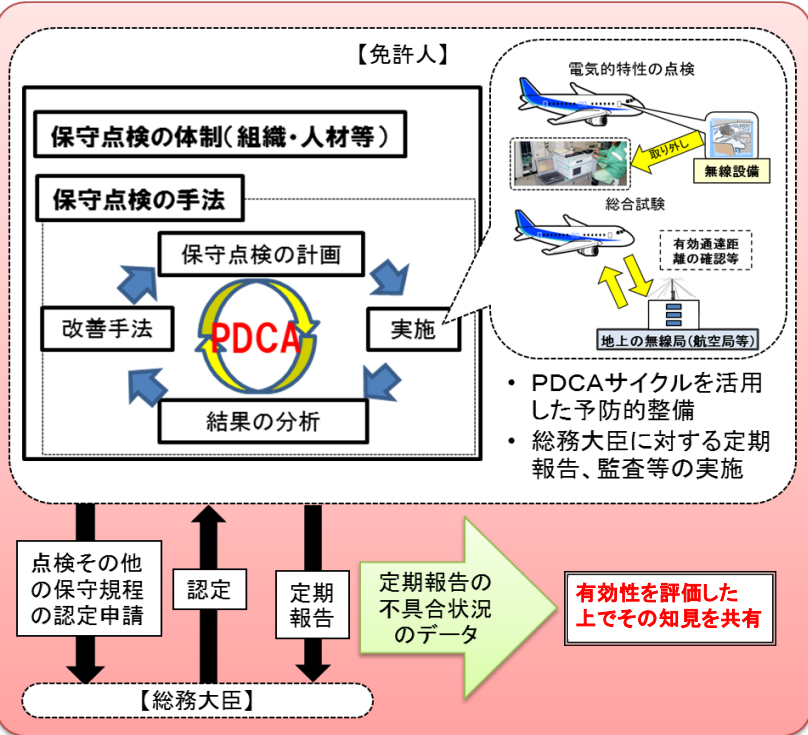 【免許人】
保守点検の体制(組織・人材等)
保守点検の手法
保守点検の計画
改善手法
PDCA
実施
結果の分析
電気的特性の点検
取り外し
無線設備
総合試験
有効通達距
離の確認等
地上の無線局(航空局等)
• PDCAサイクルを活用
した予防的整備
• 総務大臣に対する定期
報告、監査等の実施
点検その他
の保守規程
の認定申請
認定
定期
報告
定期報告の
不具合状況
のデータ
有効性を評価した
上でその知見を共有
【総務大臣】